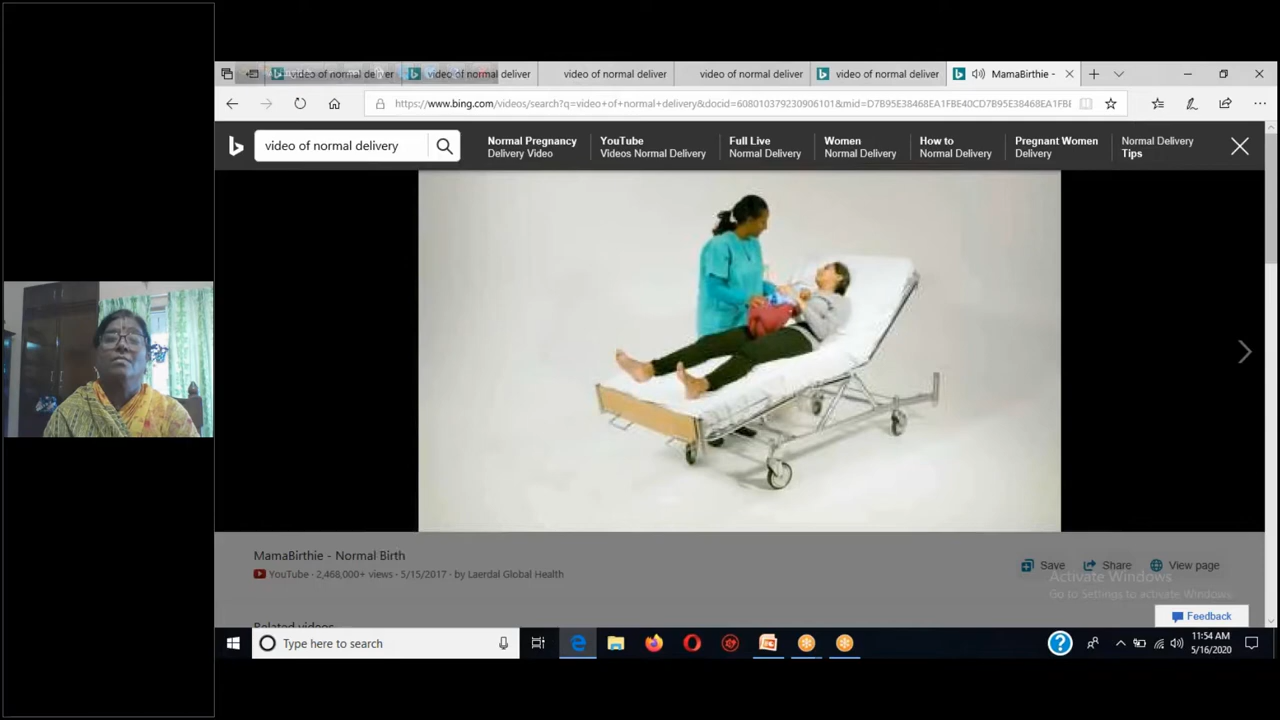 video of normal deliver
video of normal deliver
video of normal deliver
video of normal deliver
video of normal deliver
MamaBirthie -
https://www.bing.com/videos/search?q=video+of+normal+delivery&docid=608010379230906101&mid=D7B95E38468EA1FBE40CD7B95E38468EA1FBE
video of normal delivery
Normal Pregnancy
Delivery Video
YouTube
Videos Normal Delivery
Full Live
Normal Delivery
Women
Normal Delivery
How to
Normal Delivery
Pregnant Women
Delivery
Normal Delivery
Tips
MamaBirthie - Normal Birth
YouTube · 2,468,000+ views · 5/15/2017 · by Laerdal Global Health
Save
Share
View page
Activate Windows
Go to Settings to activate Windows.
Feedback
Related videos
Type here to search
11:54 AM
5/16/2020